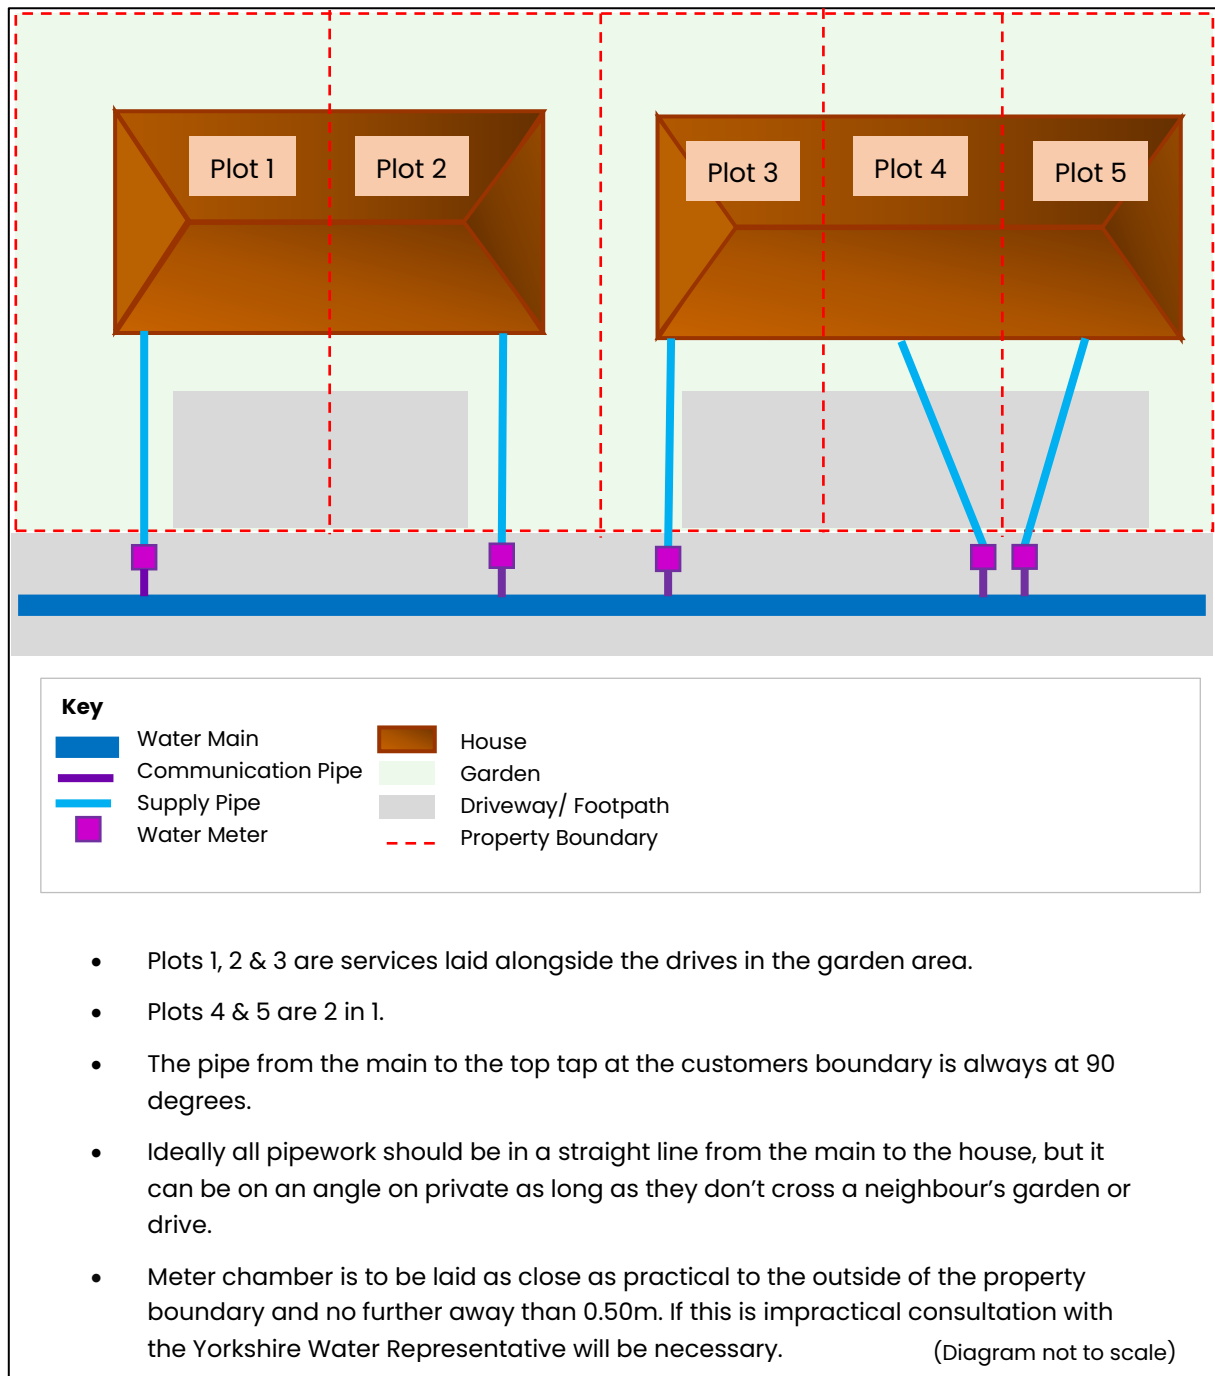 Plot 1
Plot 2
Plot 3
Plot 4
Plot 5
Key
Water Main
Communication Pipe
Supply Pipe
Water Meter
House
Garden
Driveway/ Footpath
Property Boundary
• Plots 1, 2 & 3 are services laid alongside the drives in the garden area.
• Plots 4 & 5 are 2 in 1.
• The pipe from the main to the top tap at the customers boundary is always at 90
degrees.
• Ideally all pipework should be in a straight line from the main to the house, but it
can be on an angle on private as long as they don’t cross a neighbour’s garden or
drive.
• Meter chamber is to be laid as close as practical to the outside of the property
boundary and no further away than 0.50m. If this is impractical consultation with
the Yorkshire Water Representative will be necessary.
(Diagram not to scale)